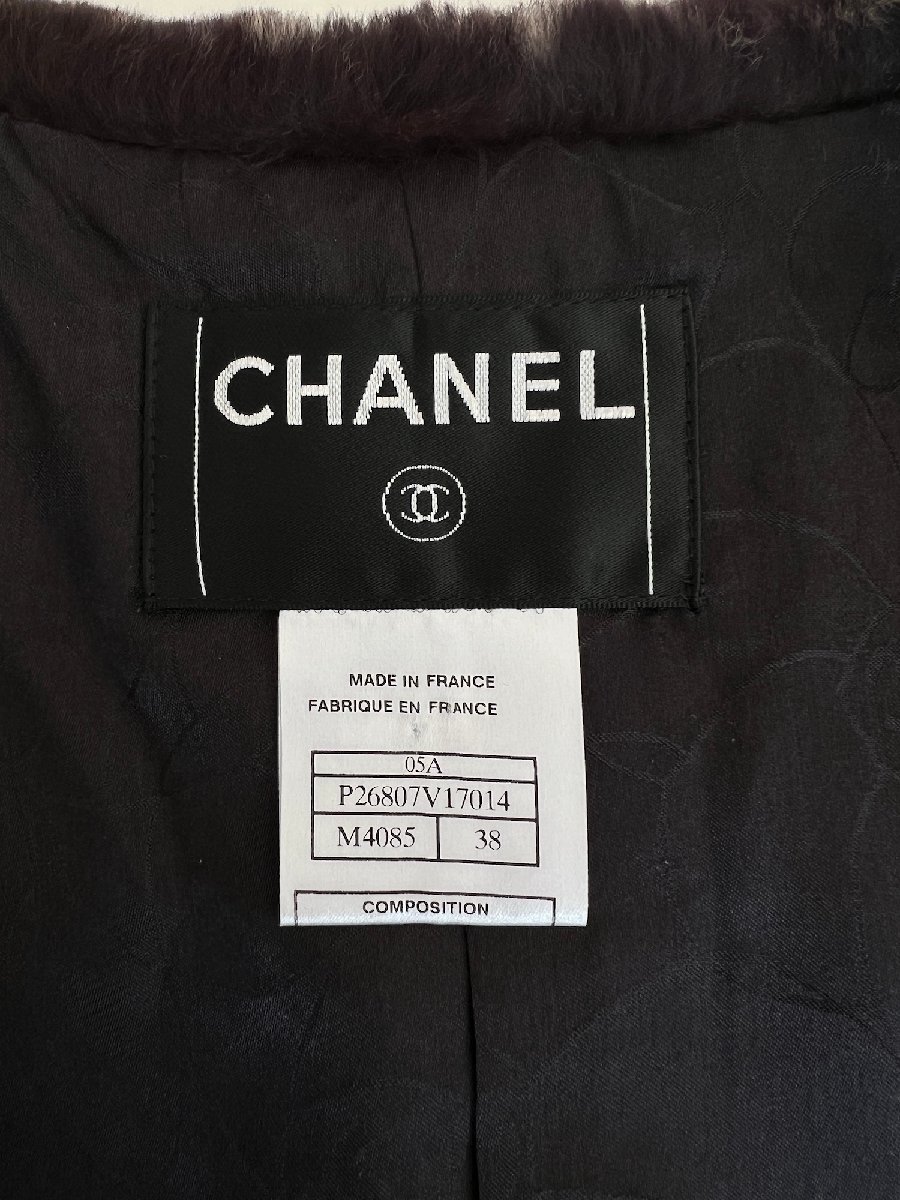 CHANEL
MADE IN FRANCE
FABRIQUE EN FRANCE
05A
P26807V17014
M4085 38
COMPOSITION